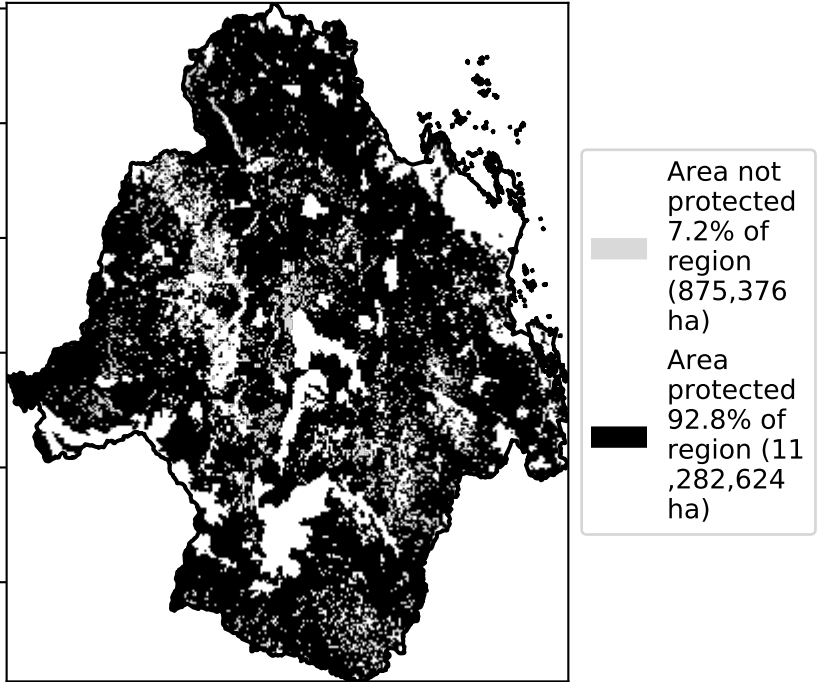 Area not
protected
7.2% of
region
(875,376
ha)
Area
protected
92.8% of
region (11
,282,624
ha)